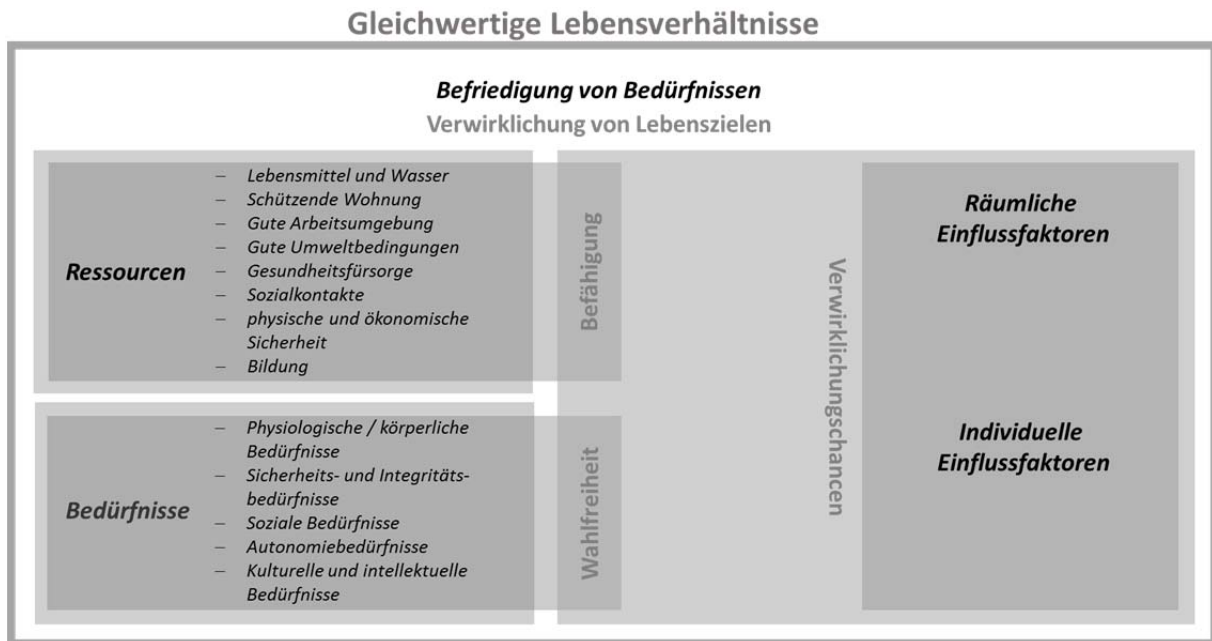 Gleichwertige Lebensverhältnisse
Befriedigung von Bedürfnissen
Verwirklichung von Lebenszielen
Ressourcen
– Lebensmittel und Wasser
– Schützende Wohnung
– Gute Arbeitsumgebung
– Gute Umweltbedingungen
– Gesundheitsfürsorge
– Sozialkontakte
– physische und ökonomische
Sicherheit
– Bildung
Befähigung
Bedürfnisse
– Physiologische / körperliche
Bedürfnisse
– Sicherheits- und Integritäts-
bedürfnisse
– Soziale Bedürfnisse
– Autonomiebedürfnisse
– Kulturelle und intellektuelle
Bedürfnisse
Wahlfreiheit
Verwirklichungschancen
Räumliche
Einflussfaktoren
Individuelle
Einflussfaktoren